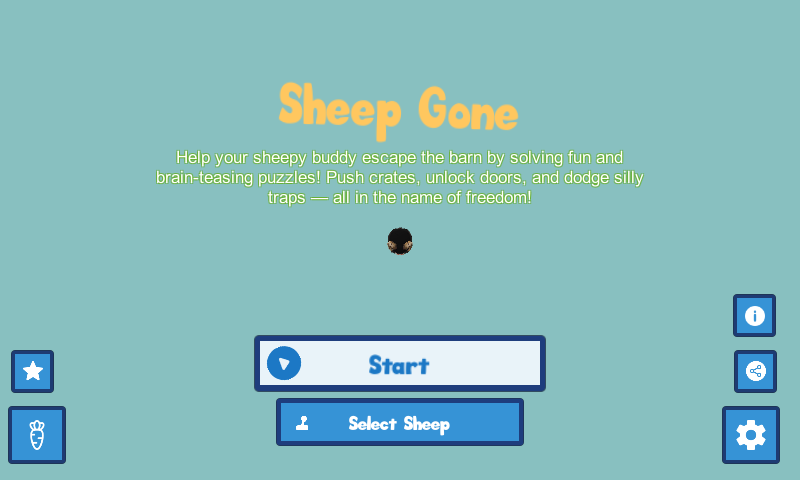 Sheep Gone
Help your sheepy buddy escape the barn by solving fun and
brain-teasing puzzles! Push crates, unlock doors, and dodge silly
traps — all in the name of freedom!
Start
Select Sheep